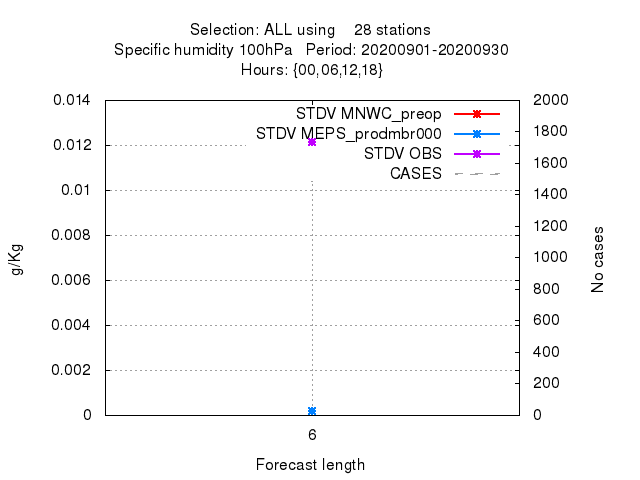 Selection: ALL using    28 stations
Specific humidity 100hPa   Period: 20200901-20200930
Hours: {00,06,12,18}
STDV MNWC_preop
STDV MEPS_prodmbr000
STDV OBS
CASES
0.014
0.012
0.01
0.008
0.006
0.004
0.002
0
g/Kg
2000
1800
1600
1400
1200
1000
800
600
400
200
0
No cases
6
Forecast length